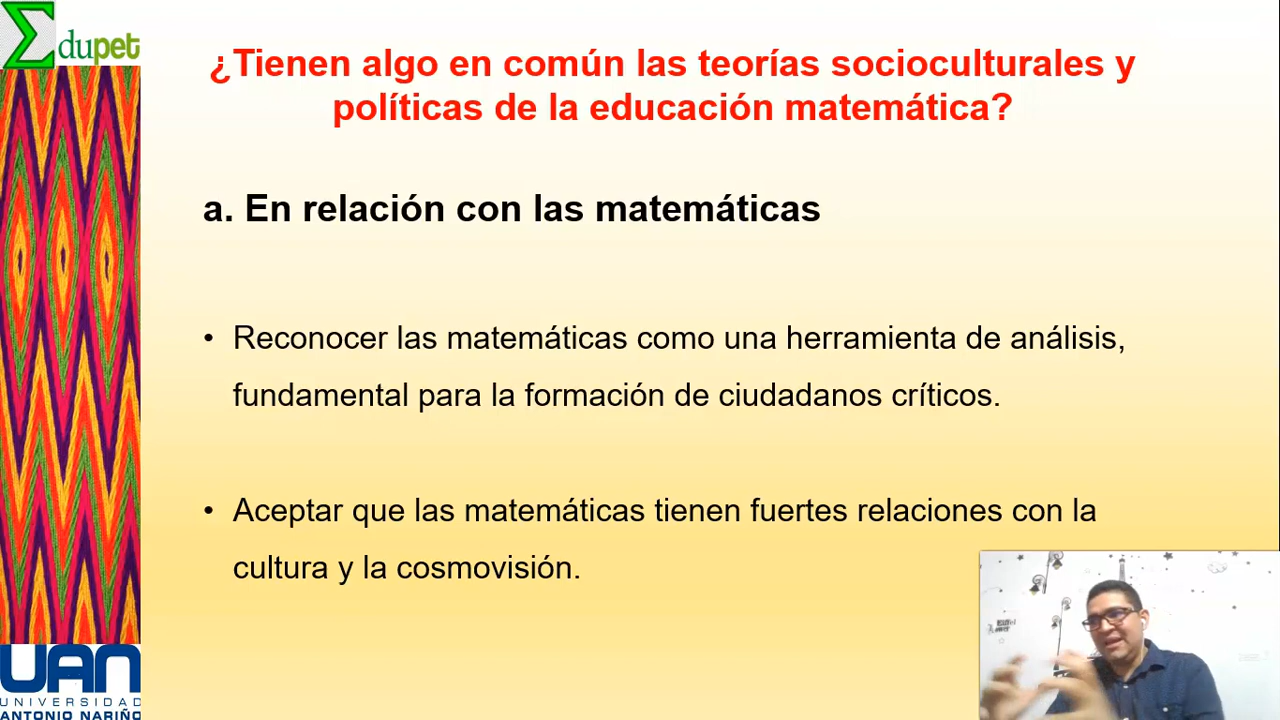 Σdupet
¿Tienen algo en común las teorías socioculturales y
políticas de la educación matemática?
a. En relación con las matemáticas
• Reconocer las matemáticas como una herramienta de análisis,
fundamental para la formación de ciudadanos críticos.
• Aceptar que las matemáticas tienen fuertes relaciones con la
cultura y la cosmovisión.
UAN
UNIVERSIDAD
ANTONIO NARIÑO